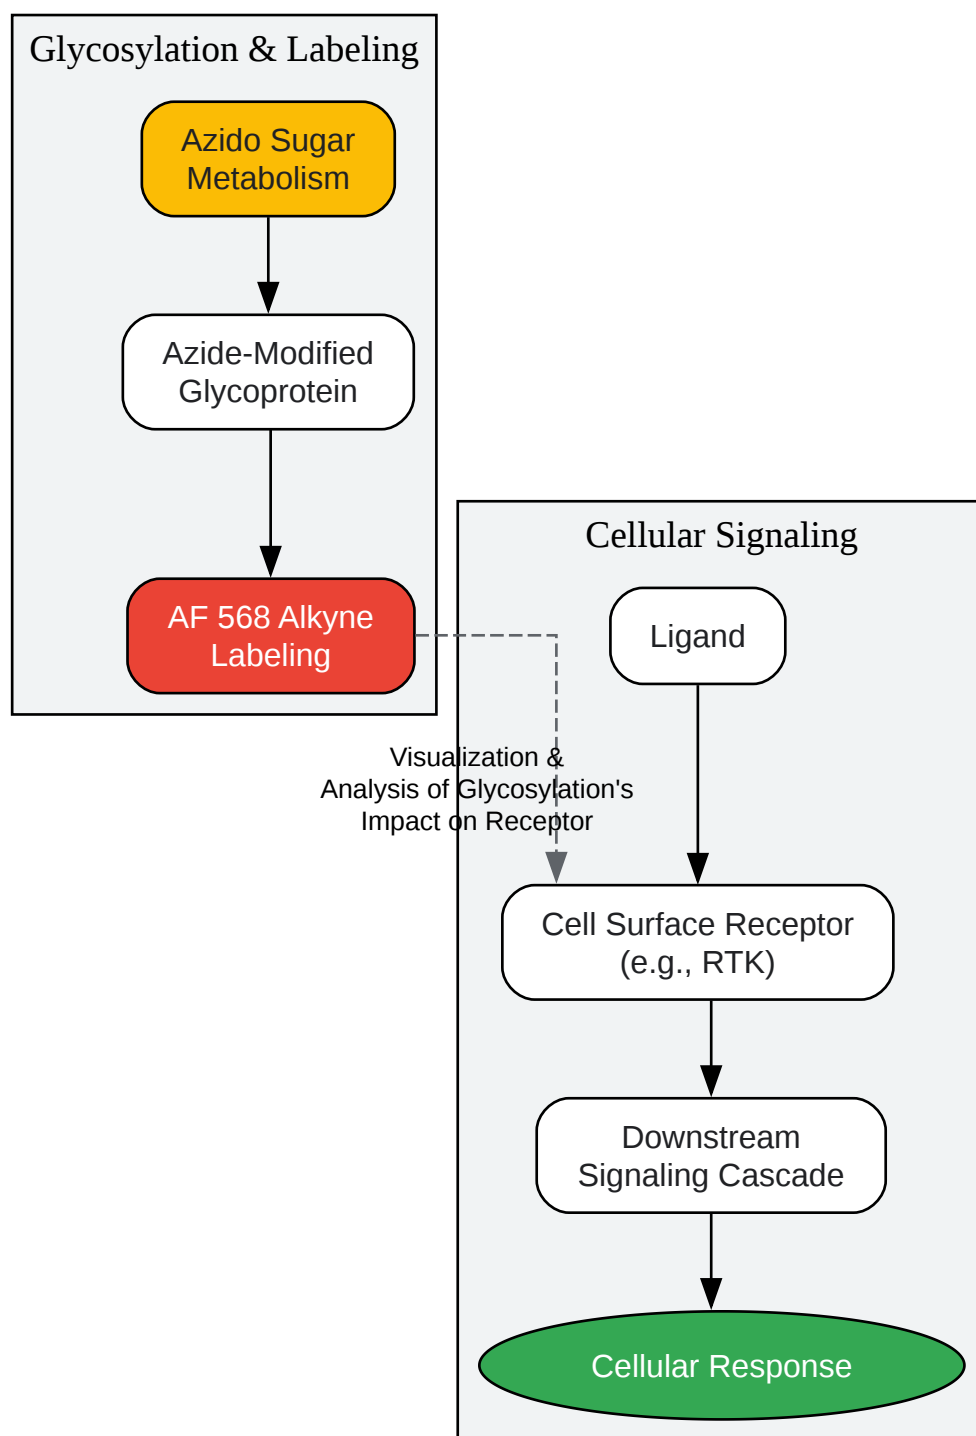 Glycosylation & Labeling
Azido Sugar
Metabolism
Azide-Modified
Glycoprotein
AF 568 Alkyne
Labeling
Visualization &
Analysis of Glycosylation's
Impact on Receptor
Cellular Signaling
Ligand
Cell Surface Receptor
(e.g., RTK)
Downstream
Signaling Cascade
Cellular Response